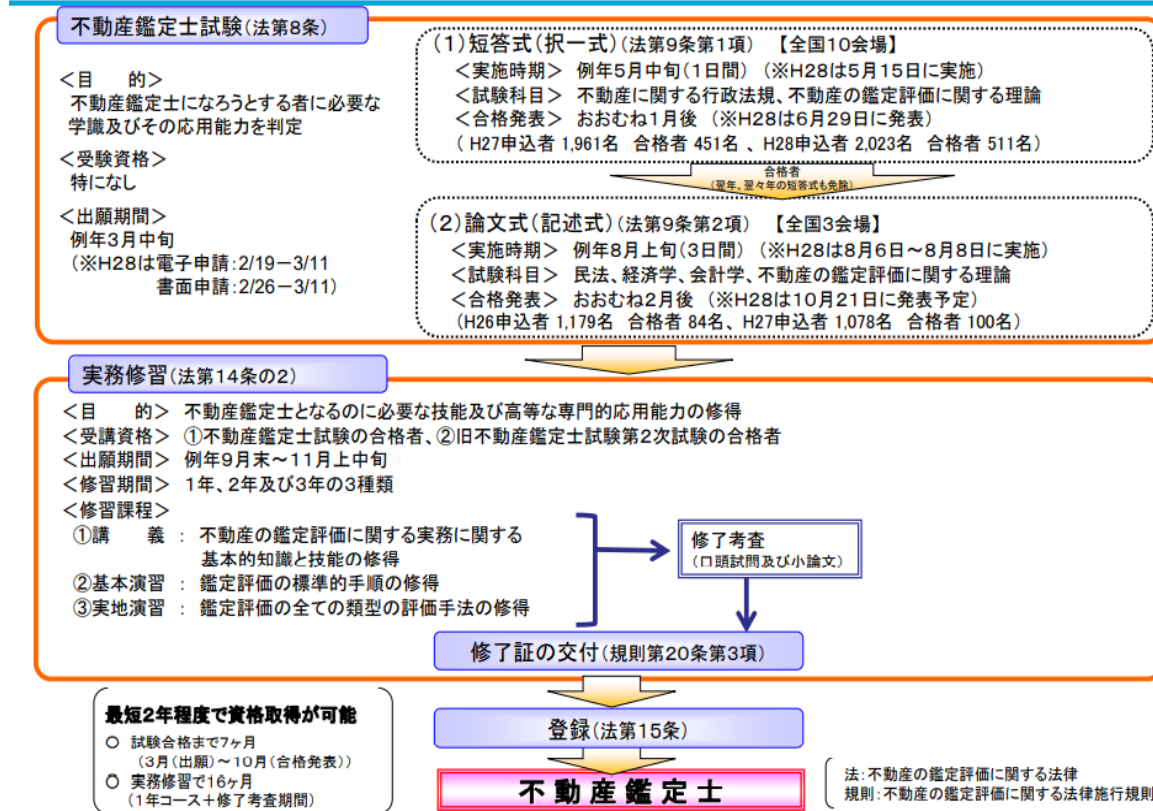 不動産鑑定士試験(法第8条)
＜目　的＞
不動産鑑定士になろうとする者に必要な
学識及びその応用能力を判定
＜受験資格＞
特になし
＜出願期間＞
例年3月中旬
(※H28は電子申請:2/19－3/11
書面申請:2/26－3/11)
(1)短答式(択一式)(法第9条第1項)　【全国10会場】
＜実施時期＞ 例年5月中旬(1日間) (※H28は5月15日に実施)
＜試験科目＞ 不動産に関する行政法規、不動産の鑑定評価に関する理論
＜合格発表＞ おおむね1月後 (※H28は6月29日に発表)
(H27申込者 1,961名 合格者 451名 、H28申込者 2,023名 合格者 511名)
合格者
(翌年、翌々年の短答式も免除)
(2)論文式(記述式)(法第9条第2項)　【全国3会場】
＜実施時期＞ 例年8月上旬(3日間) (※H28は8月6日～8月8日に実施)
＜試験科目＞ 民法、経済学、会計学、不動産の鑑定評価に関する理論
＜合格発表＞ おおむね2月後 (※H28は10月21日に発表予定)
(H26申込者 1,179名 合格者 84名、H27申込者 1,078名 合格者 100名)
実務修習(法第14条の2)
＜目　的＞ 不動産鑑定士となるのに必要な技能及び高等な専門的応用能力の修得
＜受講資格＞ ①不動産鑑定士試験の合格者、②旧不動産鑑定士試験第2次試験の合格者
＜出願期間＞ 例年9月末～11月上中旬
＜修習期間＞ 1年、2年及び3年の3種類
＜修習課程＞
①講　義 : 不動産の鑑定評価に関する実務に関する
基本的知識と技能の修得
②基本演習 : 鑑定評価の標準的手順の修得
③実地演習 : 鑑定評価の全ての類型の評価手法の修得
修了考査
(口頭試問及び小論文)
修了証の交付(規則第20条第3項)
最短2年程度で資格取得が可能
○ 試験合格まで7ヶ月
(3月(出願)～10月(合格発表))
○ 実務修習で16ヶ月
(1年コース＋修了考査期間)
登録(法第15条)
不動産鑑定士
法:不動産の鑑定評価に関する法律
規則:不動産の鑑定評価に関する法律施行規則